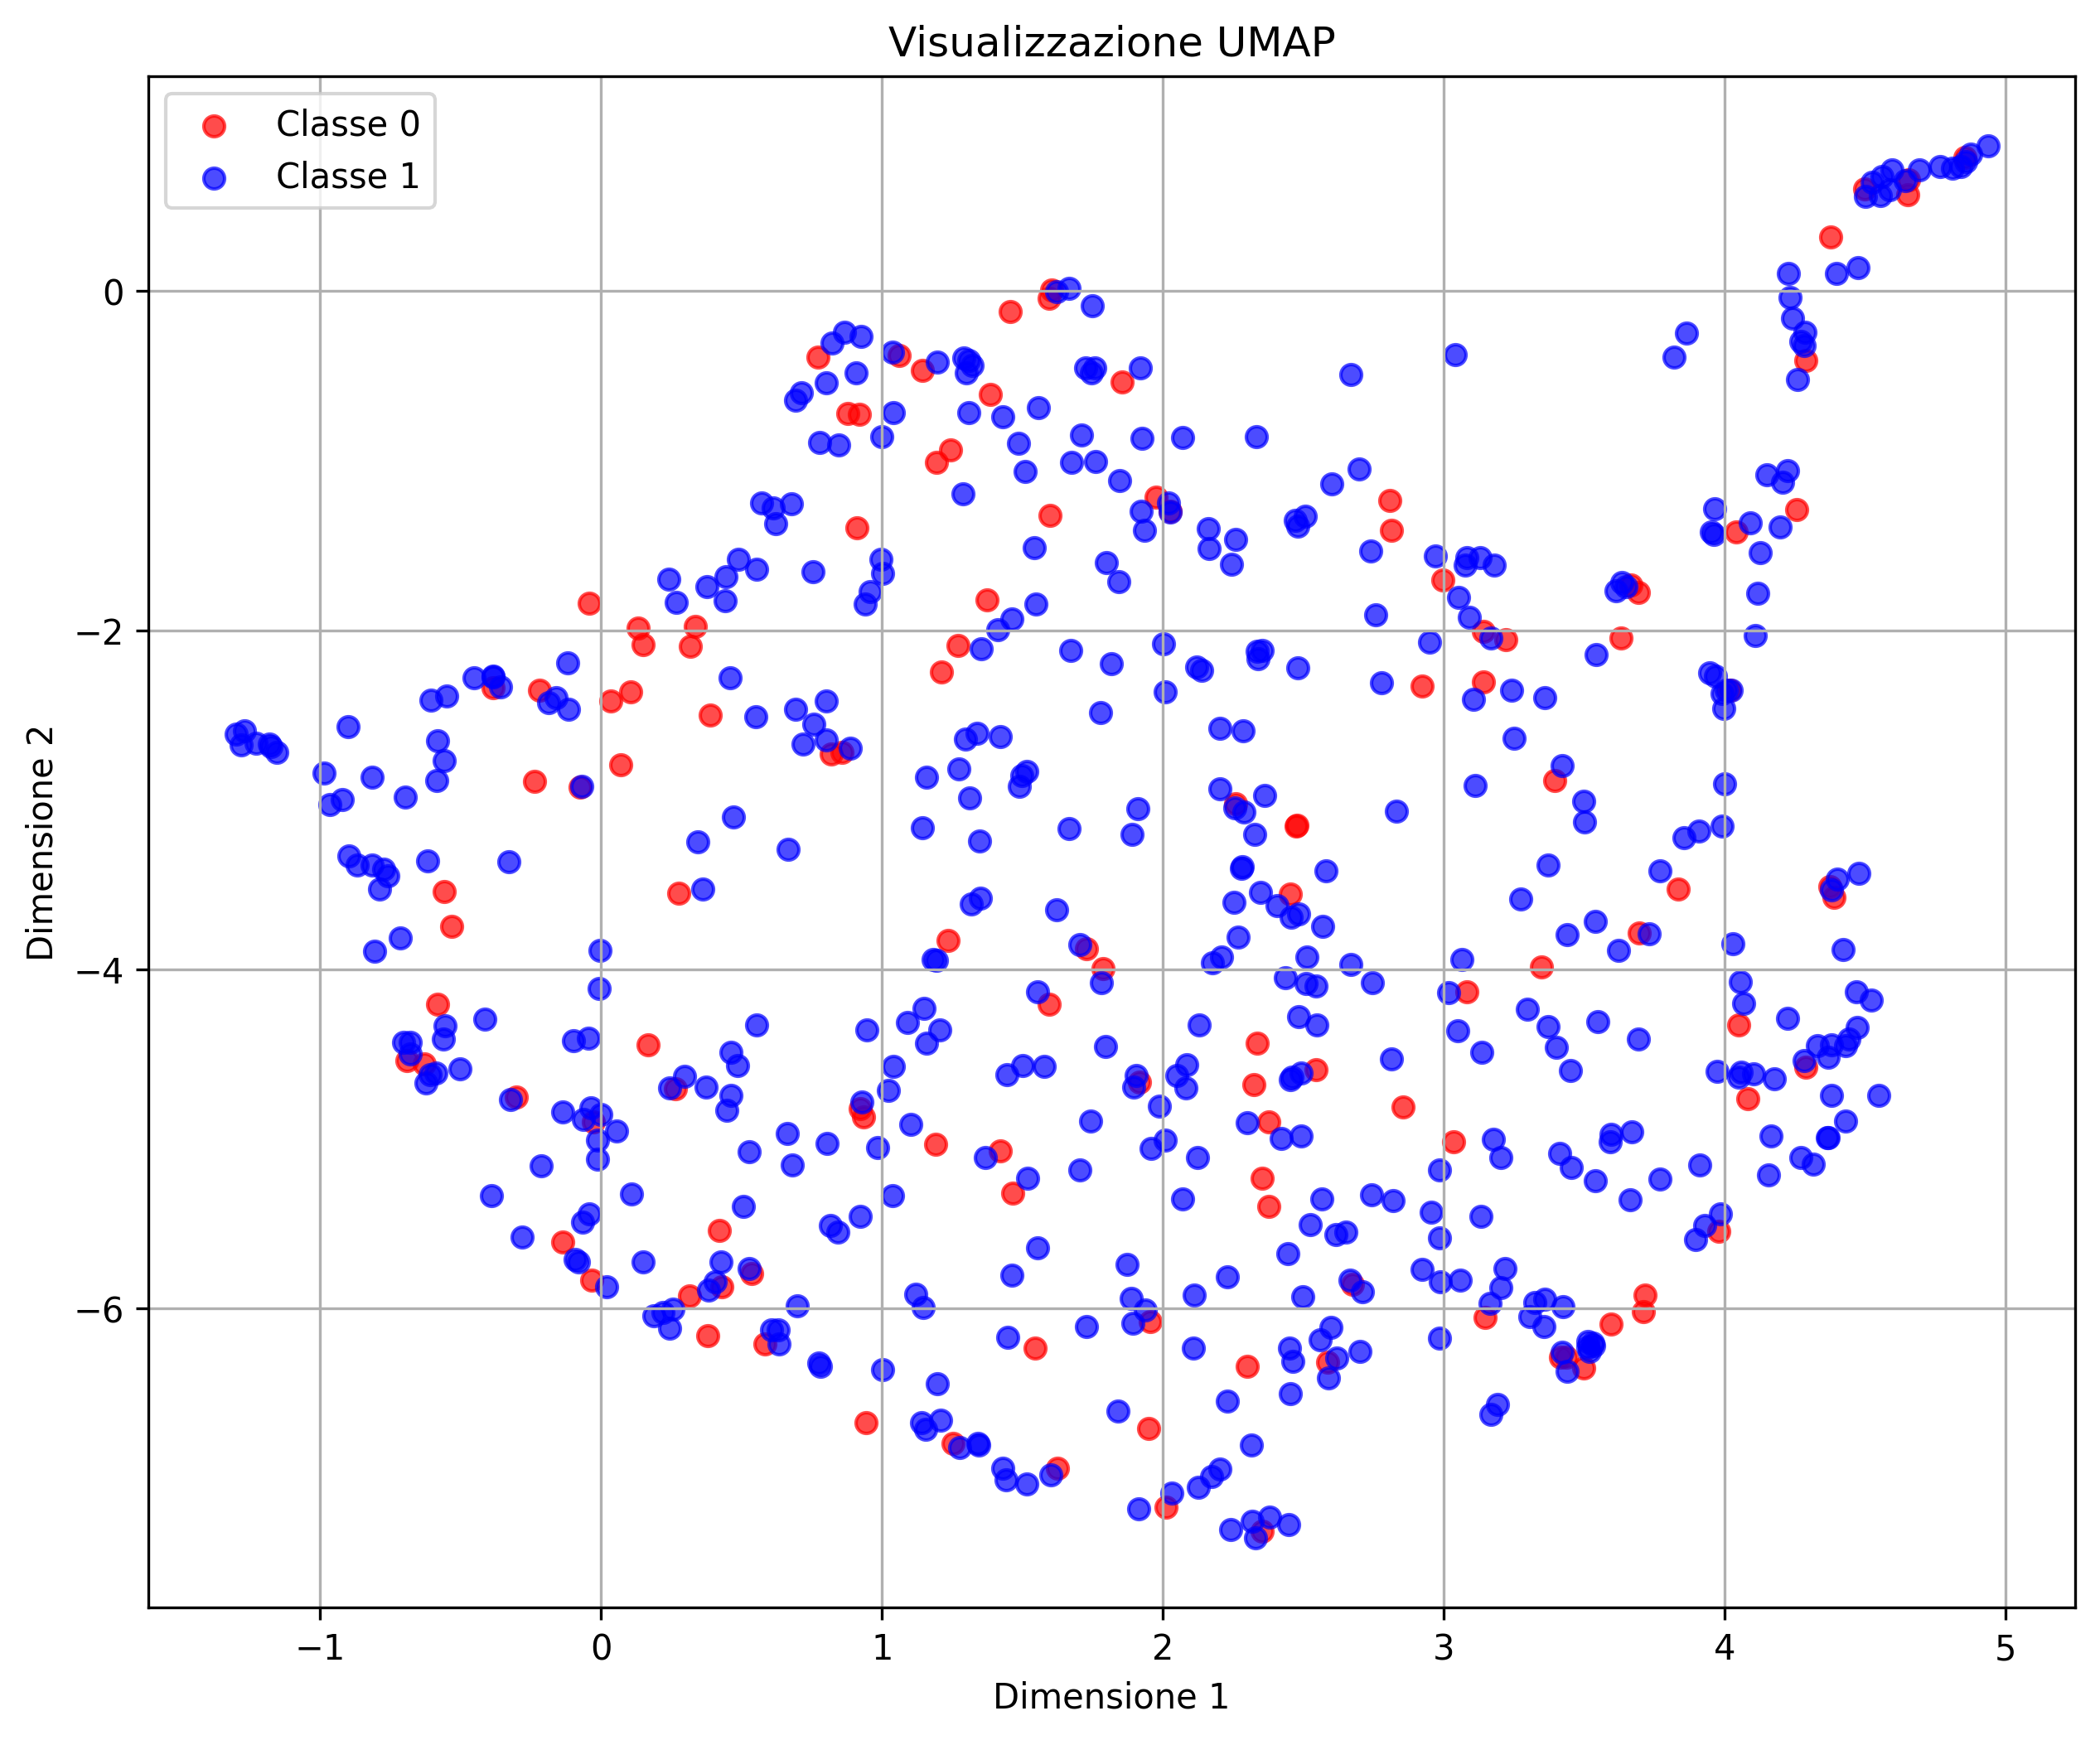 Visualizzazione UMAP
Classe 0
Classe 1
0
−2
−4
−6
Dimensione 2
−1
0
1
2
3
4
5
Dimensione 1